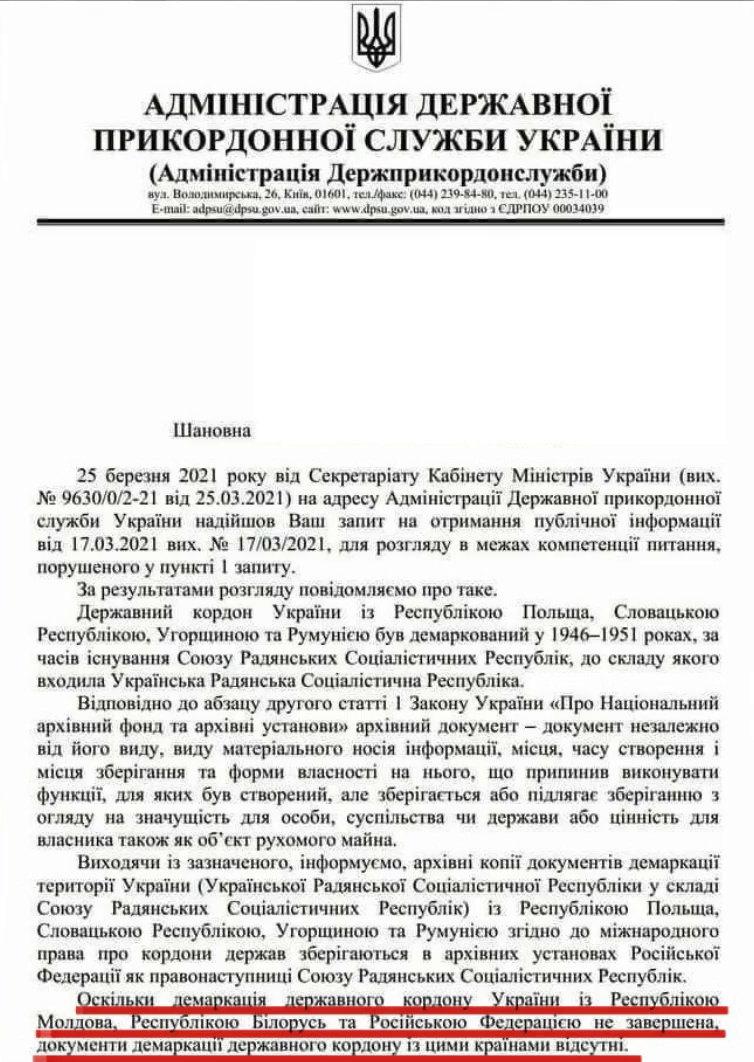 АДМІНІСТРАЦІЯ ДЕРЖАВНОЇ
ПРИКОРДОННОЇ СЛУЖБИ УКРАЇНИ
(Адміністрація Держприкордонслужби)
вул. Володимирська, 26, Київ, 01601, тел./факс: (044) 239-84-80, тел. (044) 235-11-00
E-mail: adpsu@dpsu.gov.ua, сайт: www.dpsu.gov.ua, код згідно з ЄДРПОУ 00034039
Шановна
25 березня 2021 року від Секретаріату Кабінету Міністрів України (вих.
№ 9630/0/2-21 від 25.03.2021) на адресу Адміністрації Державної прикордонної
служби України надійшов Ваш запит на отримання публічної інформації
від 17.03.2021 вих. № 17/03/2021, для розгляду в межах компетенції питання,
порушеного у пункті 1 запиту.
За результатами розгляду повідомляємо про таке.
Державний кордон України із Республікою Польща, Словацькою
Республікою, Угорщиною та Румунією був демаркований у 1946–1951 роках, за
часів існування Союзу Радянських Соціалістичних Республік, до складу якого
входила Українська Радянська Соціалістична Республіка.
Відповідно до абзацу другого статті 1 Закону України «Про Національний
архівний фонд та архівні установи» архівний документ – документ незалежно
від його виду, виду матеріального носія інформації, місця, часу створення і
місця зберігання та форми власності на нього, що припинив виконувати
функції, для яких був створений, але зберігається або підлягає зберіганню з
огляду на значущість для особи, суспільства чи держави або цінність для
власника також як об’єкт рухомого майна.
Виходячи із зазначеного, інформуємо, архівні копії документів демаркації
території України (Української Радянської Соціалістичної Республіки у складі
Союзу Радянських Соціалістичних Республік) із Республікою Польща,
Словацькою Республікою, Угорщиною та Румунією згідно до міжнародного
права про кордони держав зберігаються в архівних установах Російської
Федерації як правонаступниці Союзу Радянських Соціалістичних Республік.
Оскільки демаркація державного кордону України із Республікою
Молдова, Республікою Білорусь та Російською Федерацією не завершена,
документи демаркації державного кордону із цими країнами відсутні.